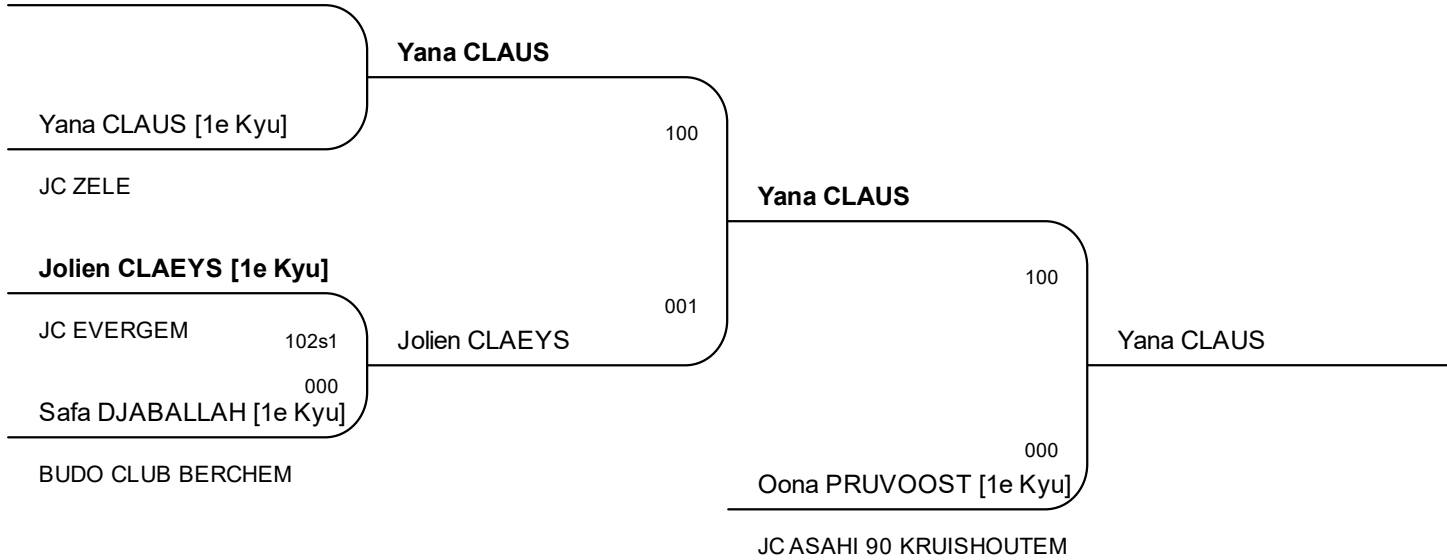 Yana CLAUS
Yana CLAUS [1e Kyu]
100
JC ZELE
Yana CLAUS
Jolien CLAEYS [1e Kyu]
100
001
JC EVERGEM
102s1
Jolien CLAEYS
Yana CLAUS
000
Safa DJABALLAH [1e Kyu]
000
BUDO CLUB BERCHEM
Oona PRUVOOST [1e Kyu]
JC ASAHI 90 KRUISHOUTEM